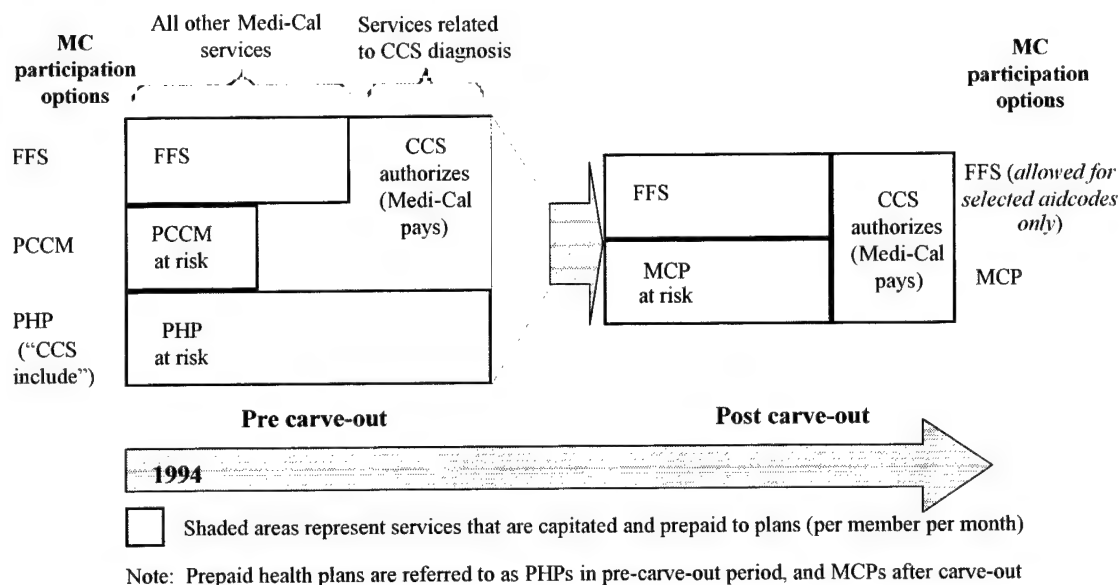 MC
participation
options
All other Medi-Cal
services
Services related
to CCS diagnosis
MC
participation
options
FFS
FFS
CCS
authorizes
(Medi-Cal
pays)
PCCM
PCCM
at risk
PHP
("CCS
include")
PHP
at risk
FFS
MCP
at risk
CCS
authorizes
(Medi-Cal
pays)
FFS (allowed for
selected aidcodes
only)
MCP
Pre carve-out
Post carve-out
1994
Shaded areas represent services that are capitated and prepaid to plans (per member per month)
Note: Prepaid health plans are referred to as PHPs in pre-carve-out period, and MCPs after carve-out